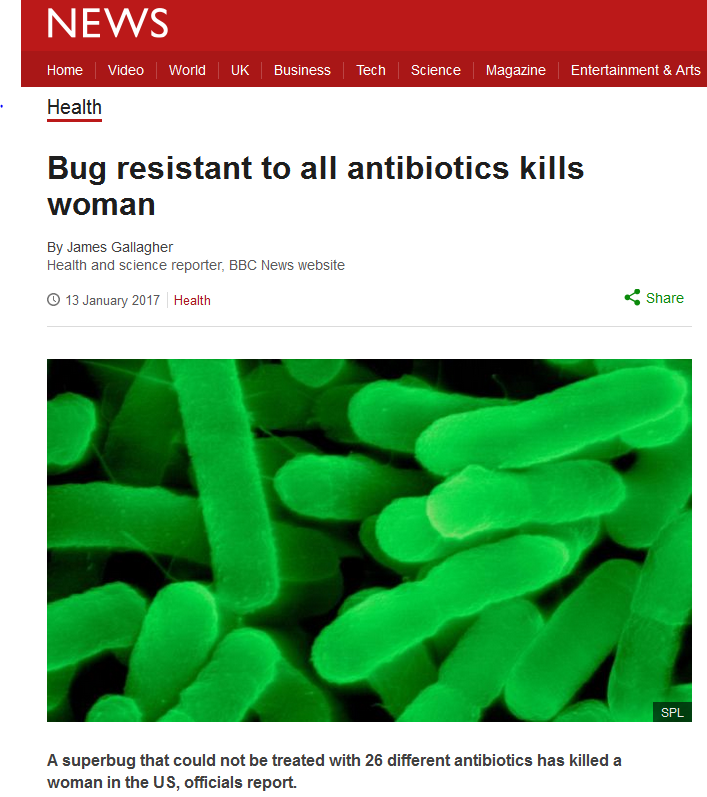 NEWS
Home Video World UK Business Tech Science Magazine Entertainment & Arts
Health
Bug resistant to all antibiotics kills
woman
By James Gallagher
Health and science reporter, BBC News website
13 January 2017 Health
Share
SPL
A superbug that could not be treated with 26 different antibiotics has killed a
woman in the US, officials report.